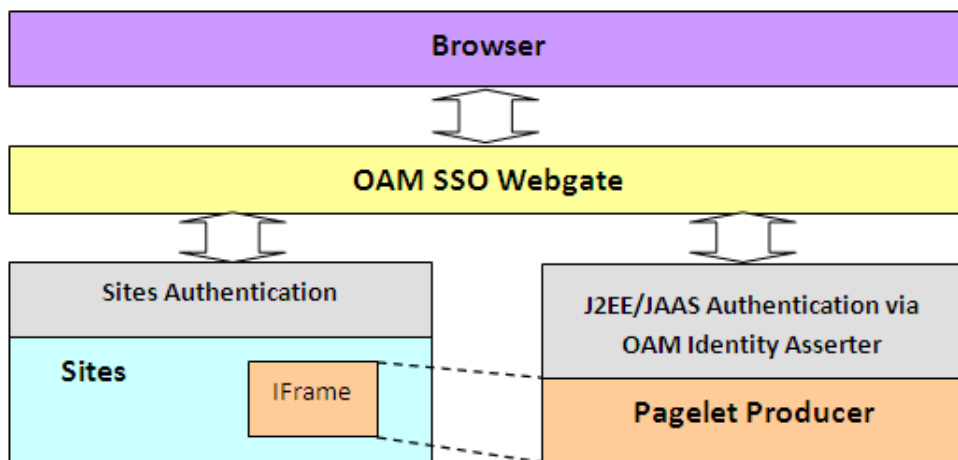 Browser
OAM SSO Webgate
Sites Authentication
Sites
IFrame
J2EE/JAAS Authentication via
OAM Identity Asserter
Pagelet Producer